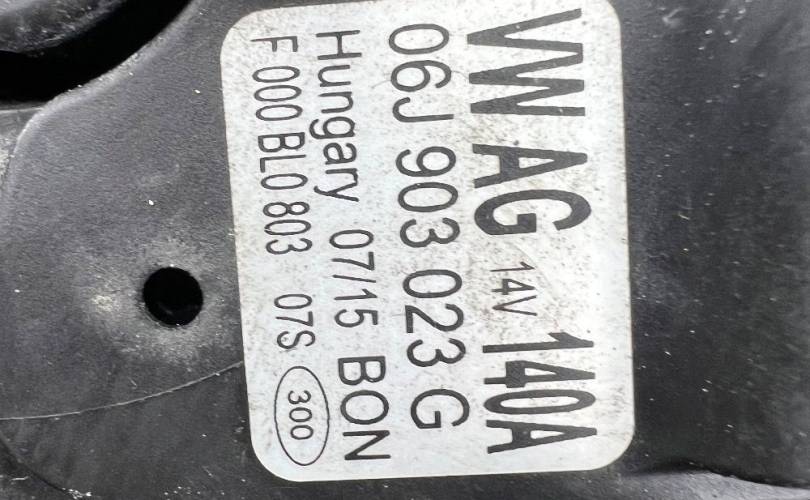 VW AG 14V 140A
06J 903 023 G
Hungary 07/15 BON
F 000 BL0 803 07S 300